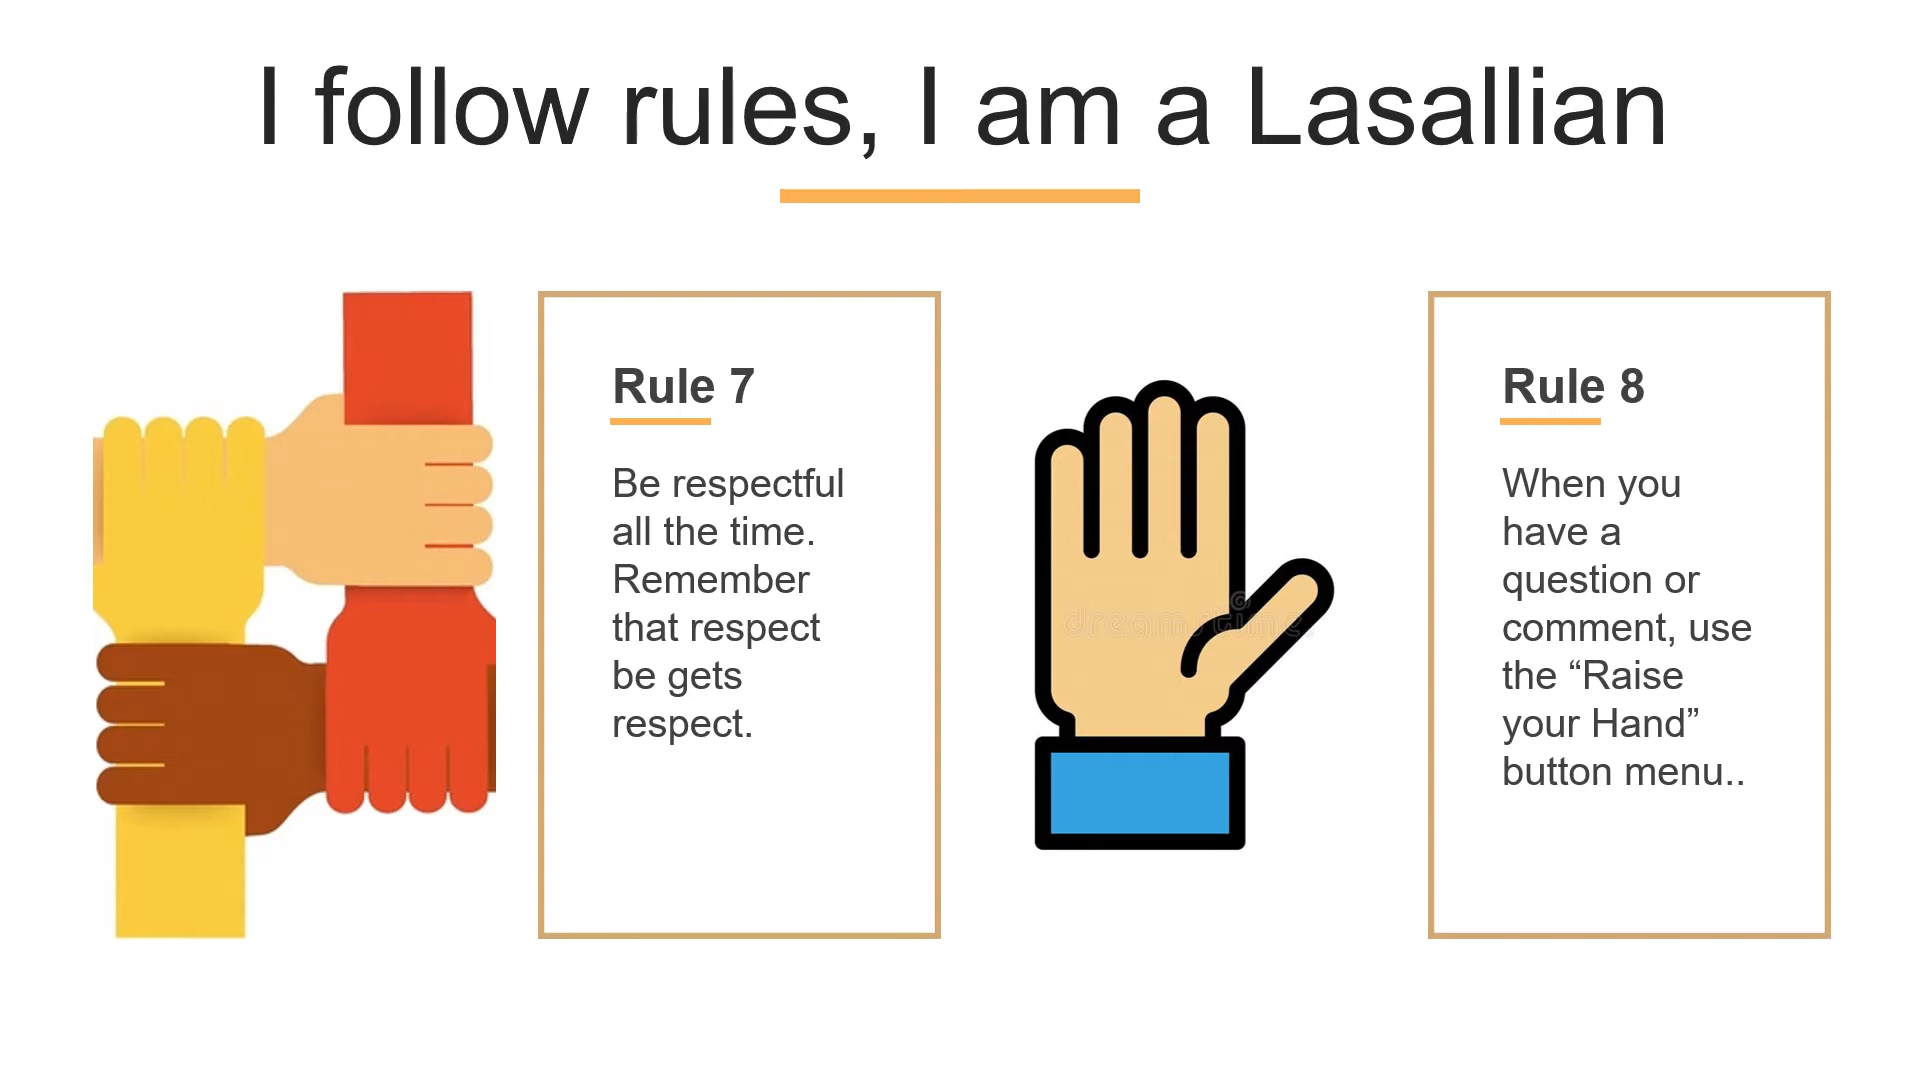 I follow rules, I am a Lasallian
Rule 7
Be respectful
all the time.
Remember
that respect
be gets
respect.
dreamstime
Rule 8
When you
have a
question or
comment, use
the “Raise
your Hand”
button menu..